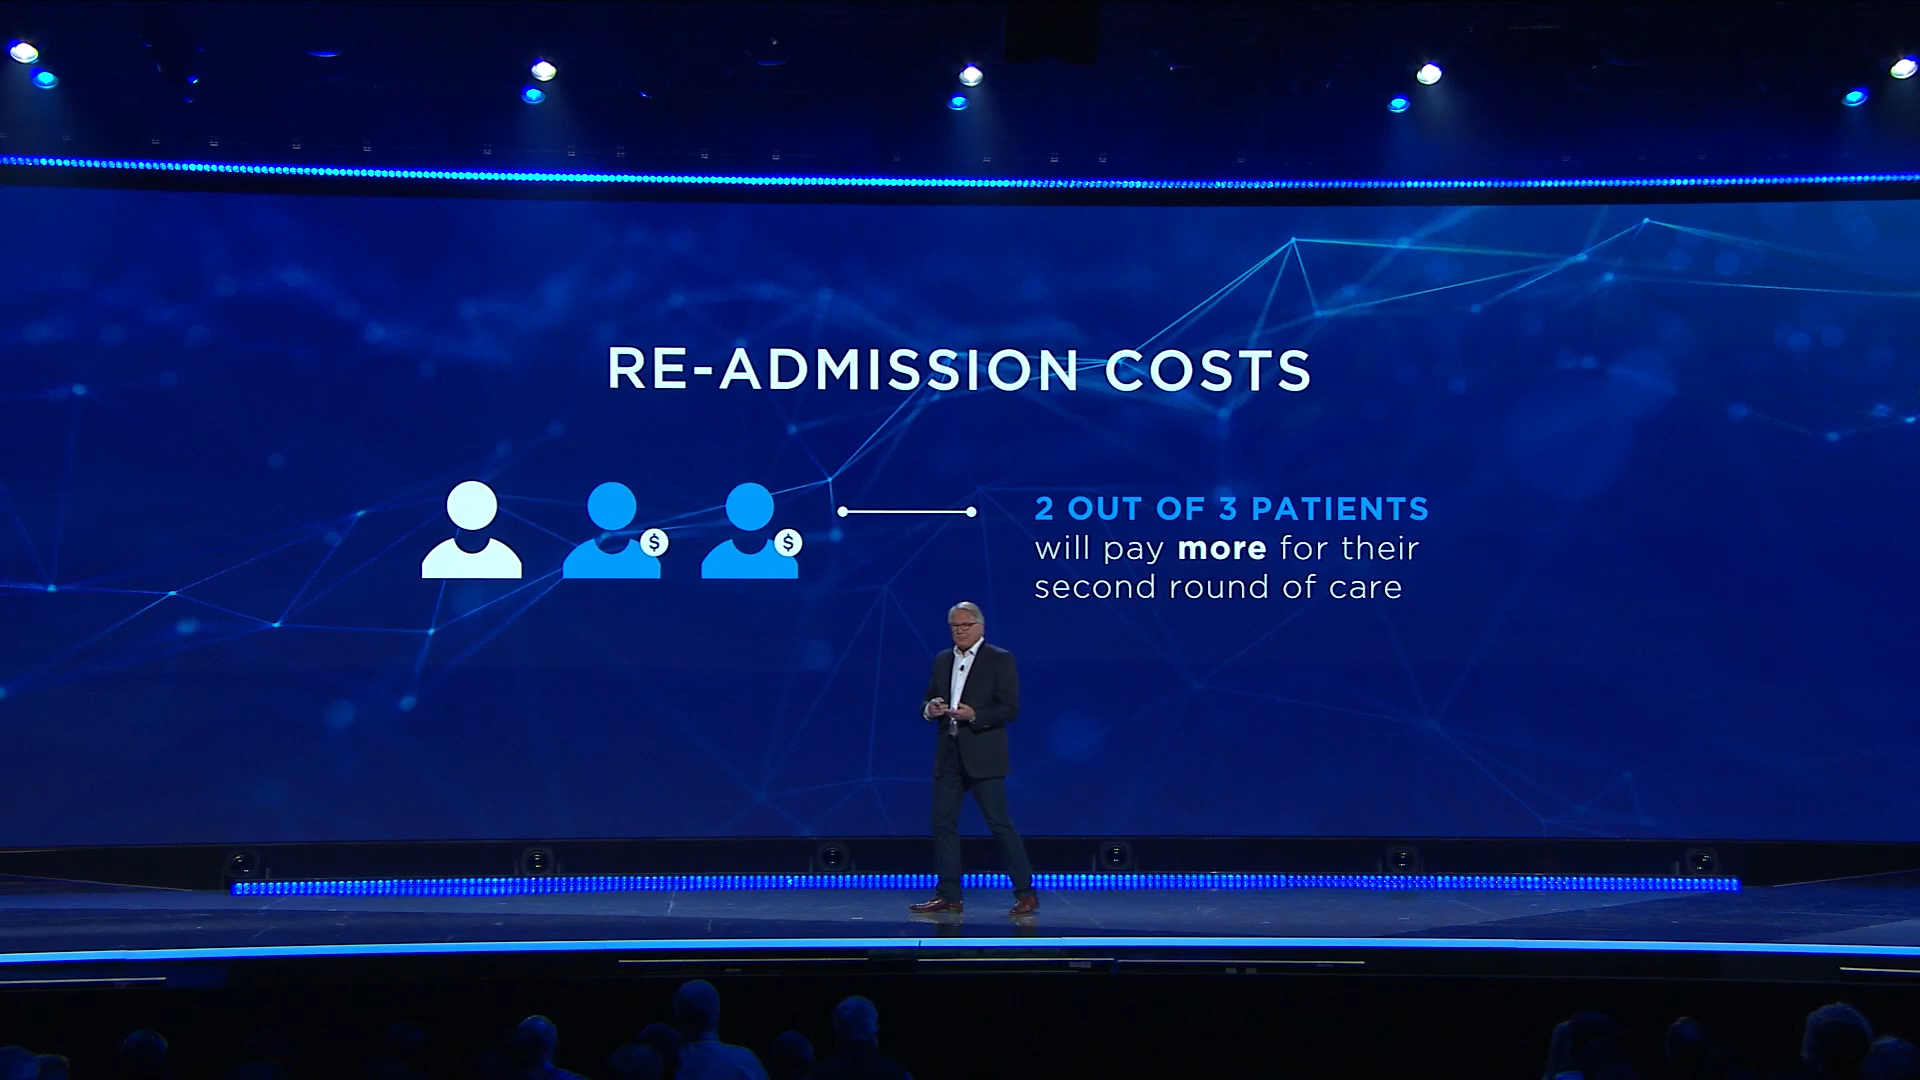 RE-ADMISSION COSTS
$ $
2 OUT OF 3 PATIENTS
will pay more for their
second round of care